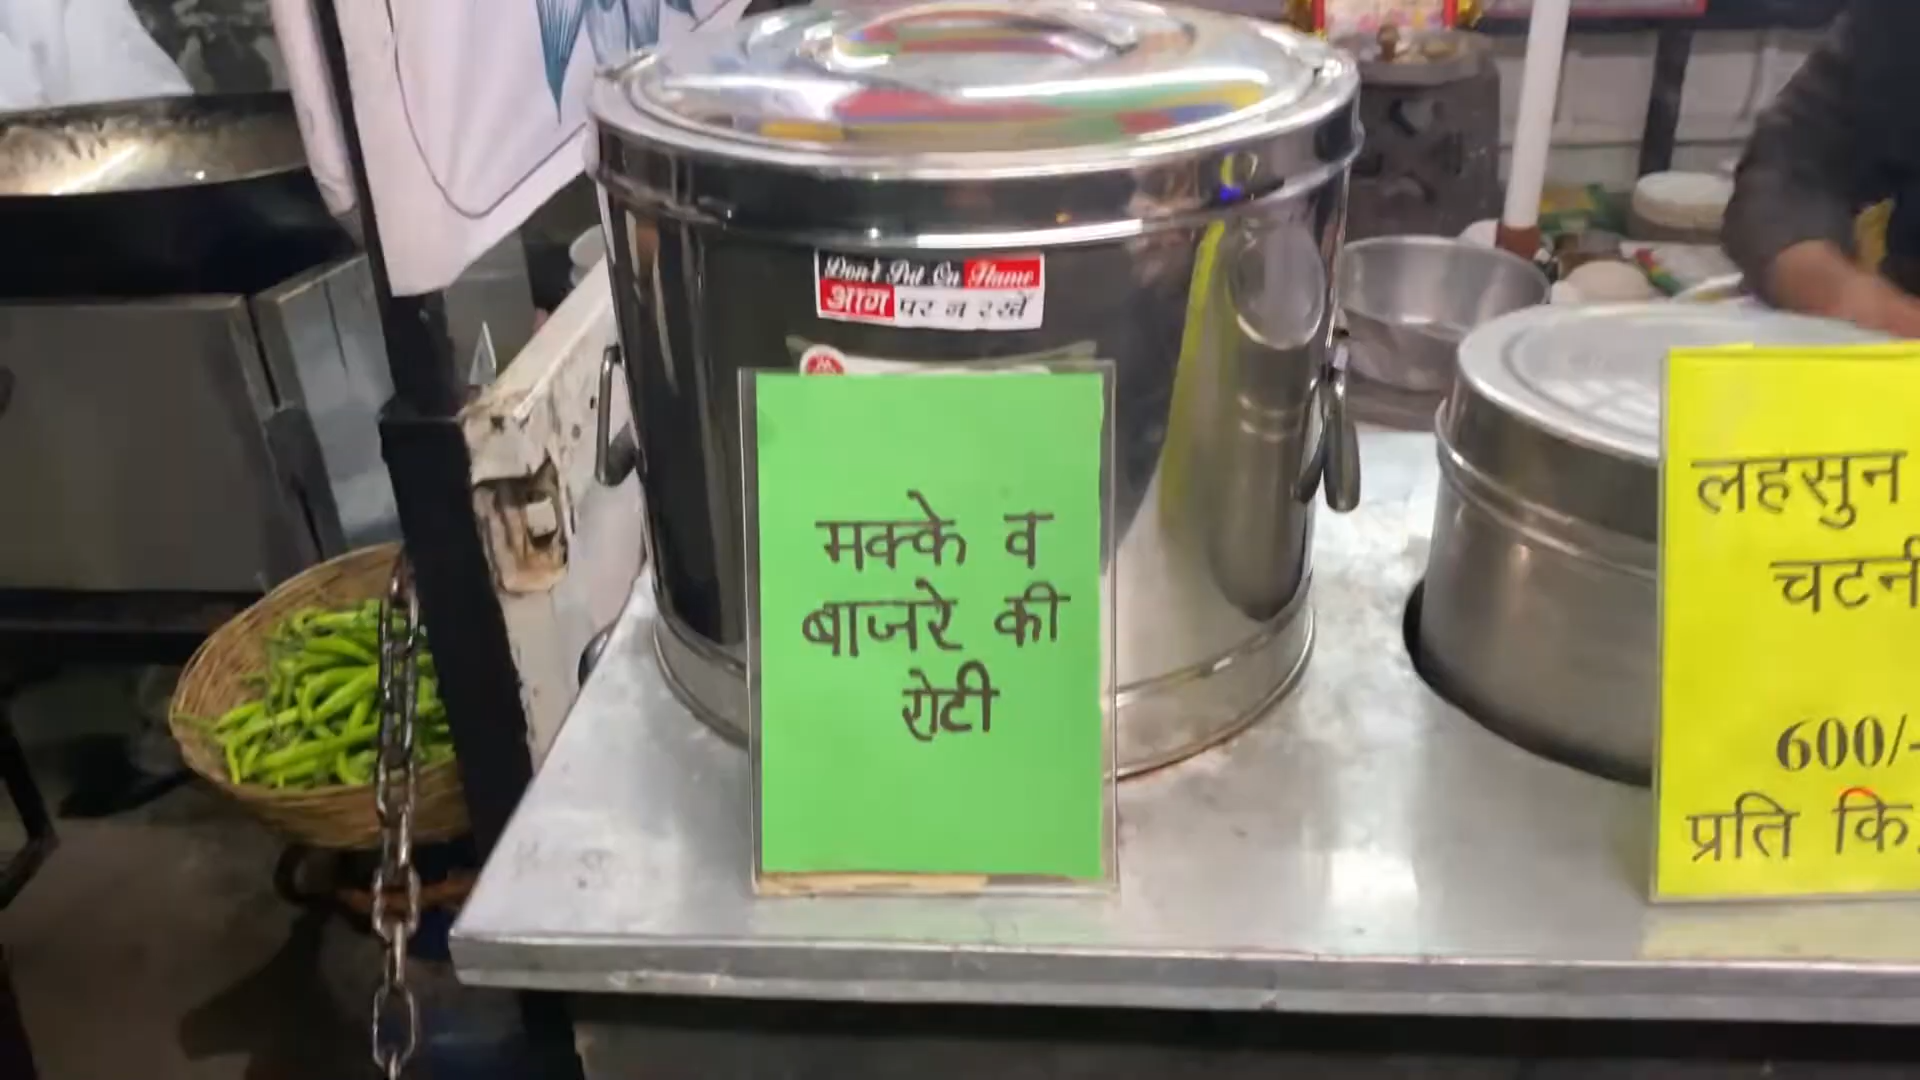 Don't Put On Flame
आग पर न रखें
मक्के व
बाजरे की
रोटी
लहसुन
चटनी
600/-
प्रति कि.